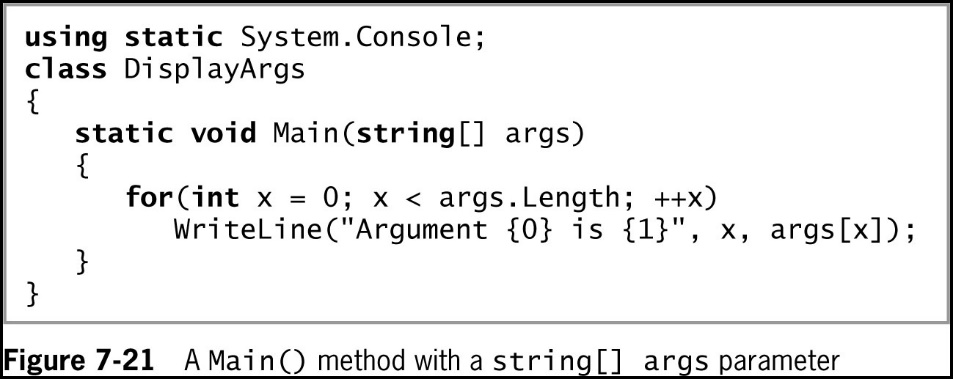 using static System.Console;
class DisplayArgs
{
   static void Main(string[] args)
   {
      for(int x = 0; x < args.Length; ++x)
         WriteLine("Argument {0} is {1}", x, args[x]);
   }
}
Figure 7-21 A Main() method with a string[] args parameter